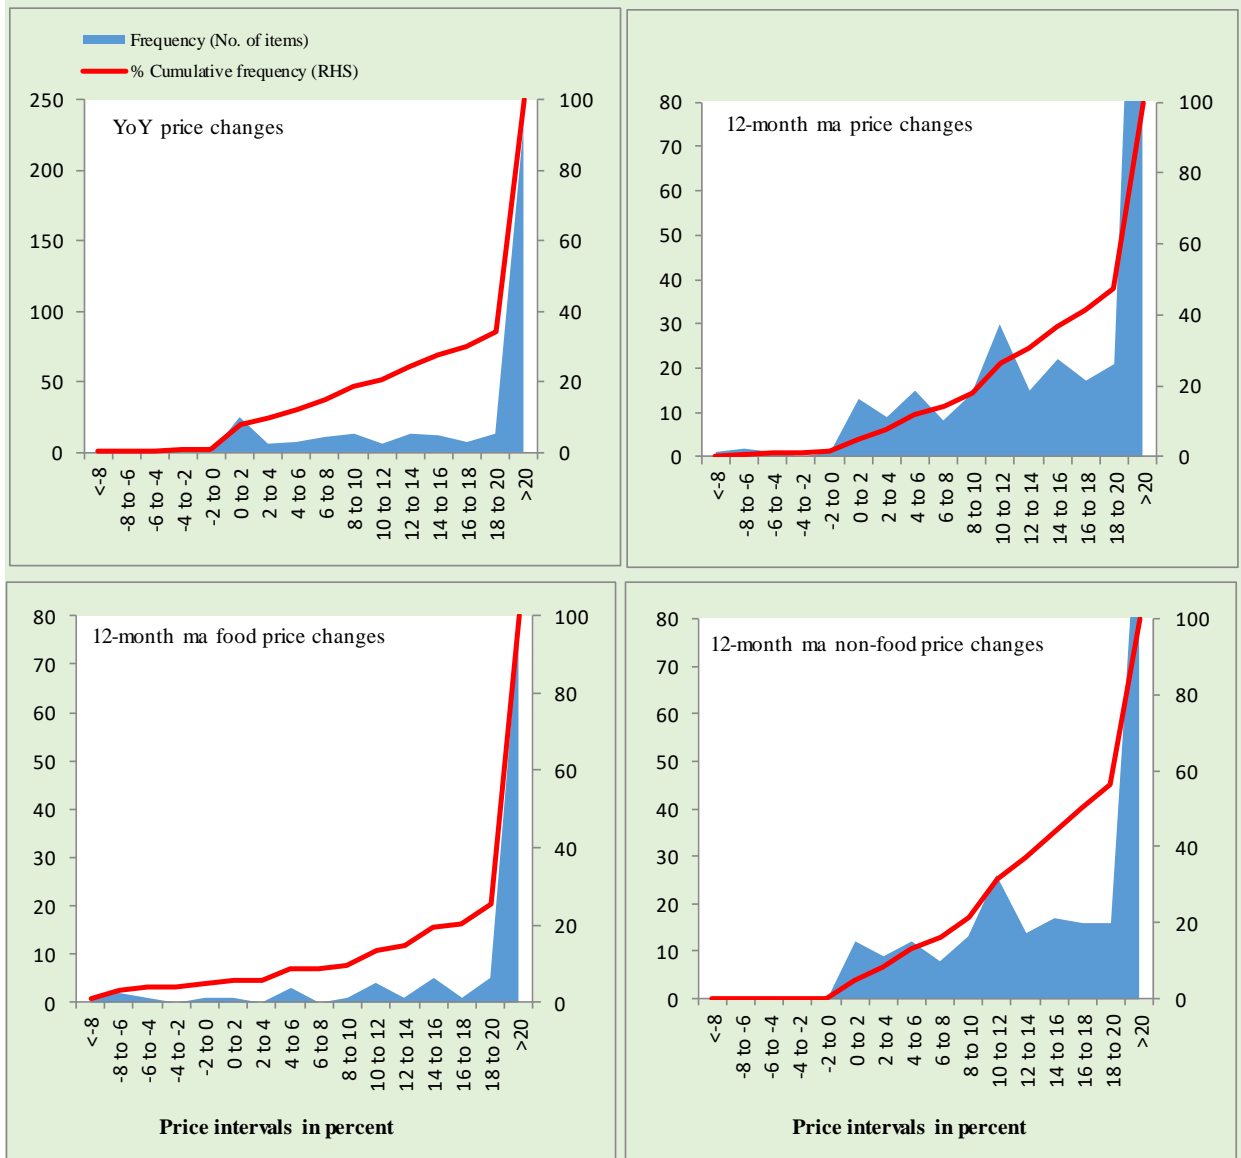 Frequency (No. of items)
% Cumulative frequency (RHS)
YoY price changes
250
200
150
100
50
0
100
80
60
40
20
0
<-8
-8 to -6
-6 to -4
-4 to -2
-2 to 0
0 to 2
2 to 4
4 to 6
6 to 8
8 to 10
10 to 12
12 to 14
14 to 16
16 to 18
18 to 20
>20
12-month ma price changes
80
70
60
50
40
30
20
10
0
100
80
60
40
20
0
<-8
-8 to -6
-6 to -4
-4 to -2
-2 to 0
0 to 2
2 to 4
4 to 6
6 to 8
8 to 10
10 to 12
12 to 14
14 to 16
16 to 18
18 to 20
>20
12-month ma food price changes
80
70
60
50
40
30
20
10
0
100
80
60
40
20
0
<-8
-8 to -6
-6 to -4
-4 to -2
-2 to 0
0 to 2
2 to 4
4 to 6
6 to 8
8 to 10
10 to 12
12 to 14
14 to 16
16 to 18
18 to 20
>20
Price intervals in percent
12-month ma non-food price changes
80
70
60
50
40
30
20
10
0
100
80
60
40
20
0
<-8
-8 to -6
-6 to -4
-4 to -2
-2 to 0
0 to 2
2 to 4
4 to 6
6 to 8
8 to 10
10 to 12
12 to 14
14 to 16
16 to 18
18 to 20
>20
Price intervals in percent